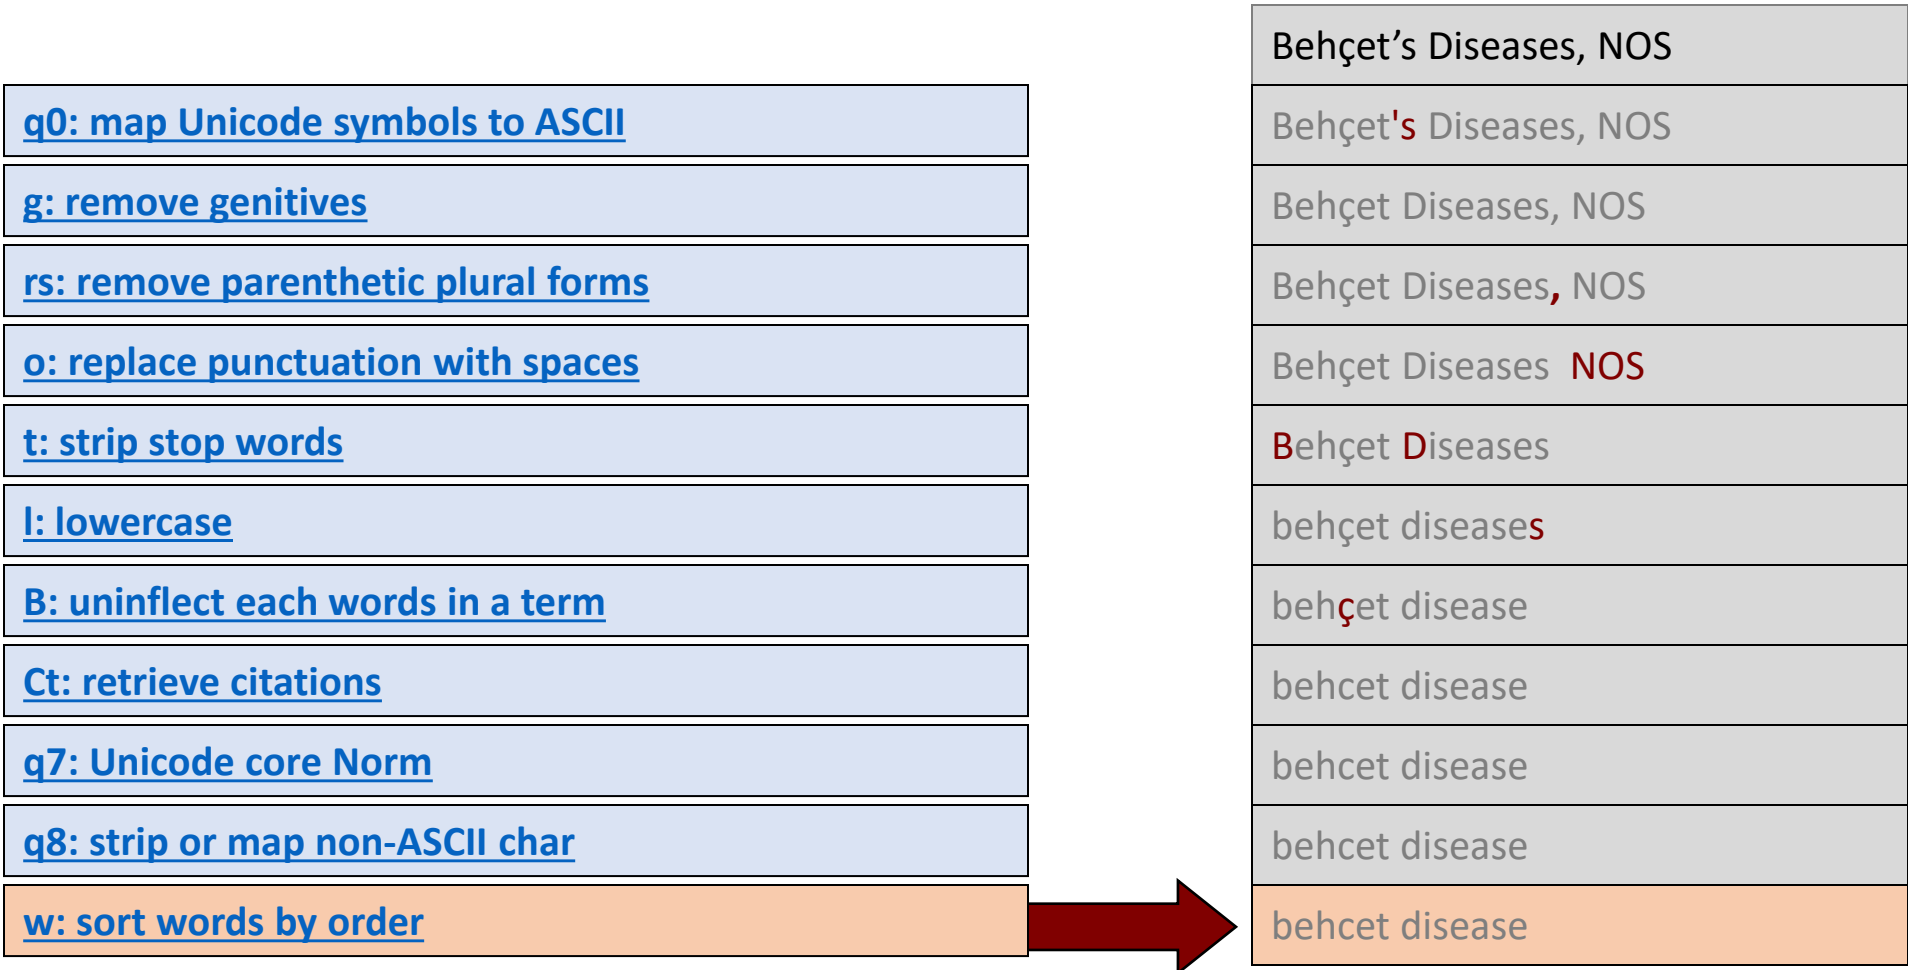 Behçet’s Diseases, NOS
q0: map Unicode symbols to ASCII
Behçet's Diseases, NOS
g: remove genitives
Behçet Diseases, NOS
rs: remove parenthetic plural forms
Behçet Diseases, NOS
o: replace punctuation with spaces
Behçet Diseases  NOS
t: strip stop words
Behçet Diseases
l: lowercase
behçet diseases
B: uninflect each words in a term
behçet disease
Ct: retrieve citations
behcet disease
q7: Unicode core Norm
behcet disease
q8: strip or map non-ASCII char
behcet disease
w: sort words by order
behcet disease